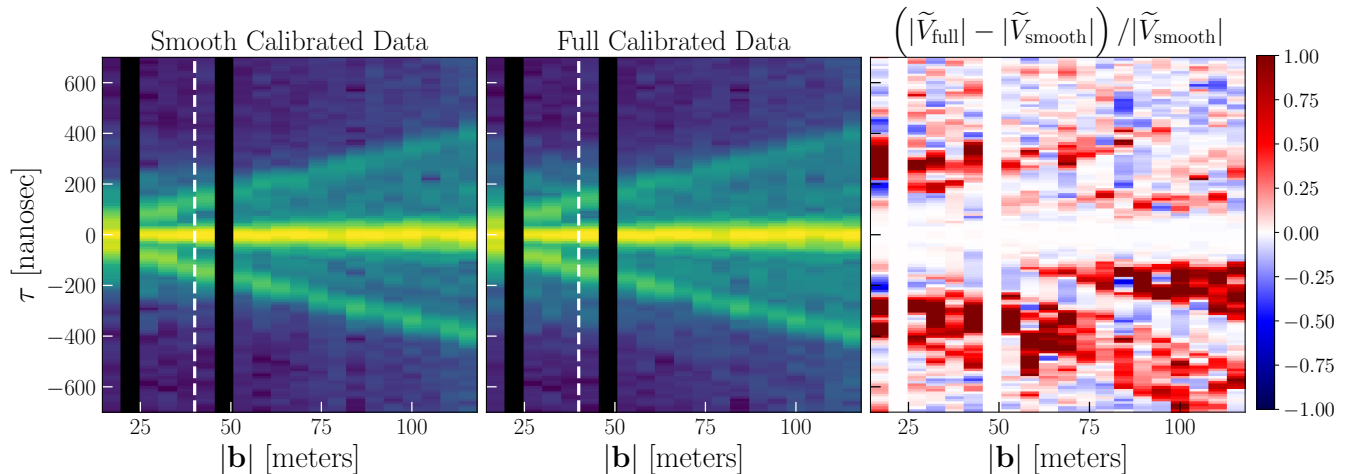 Smooth Calibrated Data
Full Calibrated Data
(|Ṽfull| − |Ṽsmooth|) / |Ṽsmooth|
τ [nanosec]
600
400
200
0
−200
−400
−600
25 50 75 100
25 50 75 100
25 50 75 100
|b| [meters]
|b| [meters]
|b| [meters]
1.00
0.75
0.50
0.25
0.00
−0.25
−0.50
−0.75
−1.00